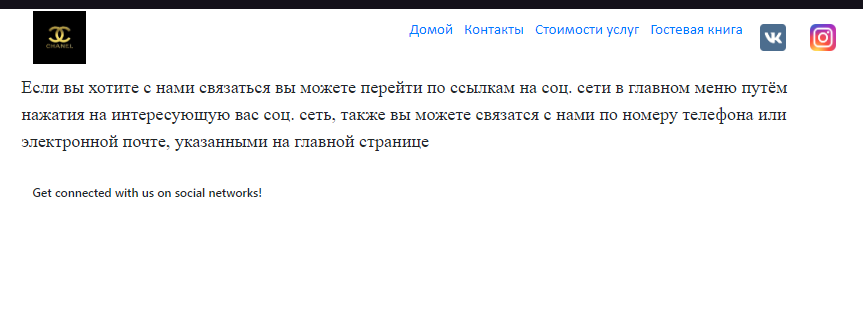 CHANEL
Домой Контакты Стоимости услуг Гостевая книга
Если вы хотите с нами связаться вы можете перейти по ссылкам на соц. сети в главном меню путём
нажатия на интересующую вас соц. сеть, также вы можете связатся с нами по номеру телефона или
электронной почте, указанными на главной странице
Get connected with us on social networks!